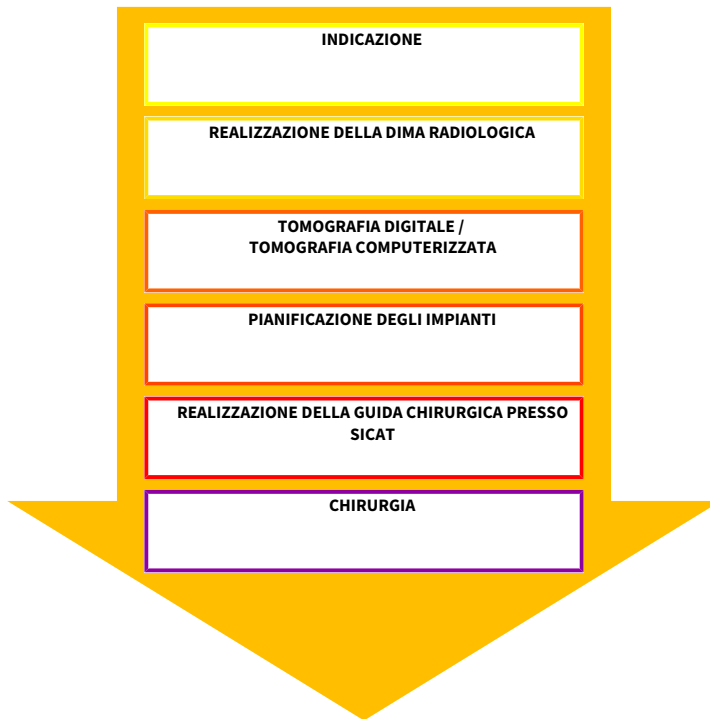 INDICAZIONE
REALIZZAZIONE DELLA DIMA RADIOLOGICA
TOMOGRAFIA DIGITALE /
TOMOGRAFIA COMPUTERIZZATA
PIANIFICAZIONE DEGLI IMPIANTI
REALIZZAZIONE DELLA GUIDA CHIRURGICA PRESSO
SICAT
CHIRURGIA